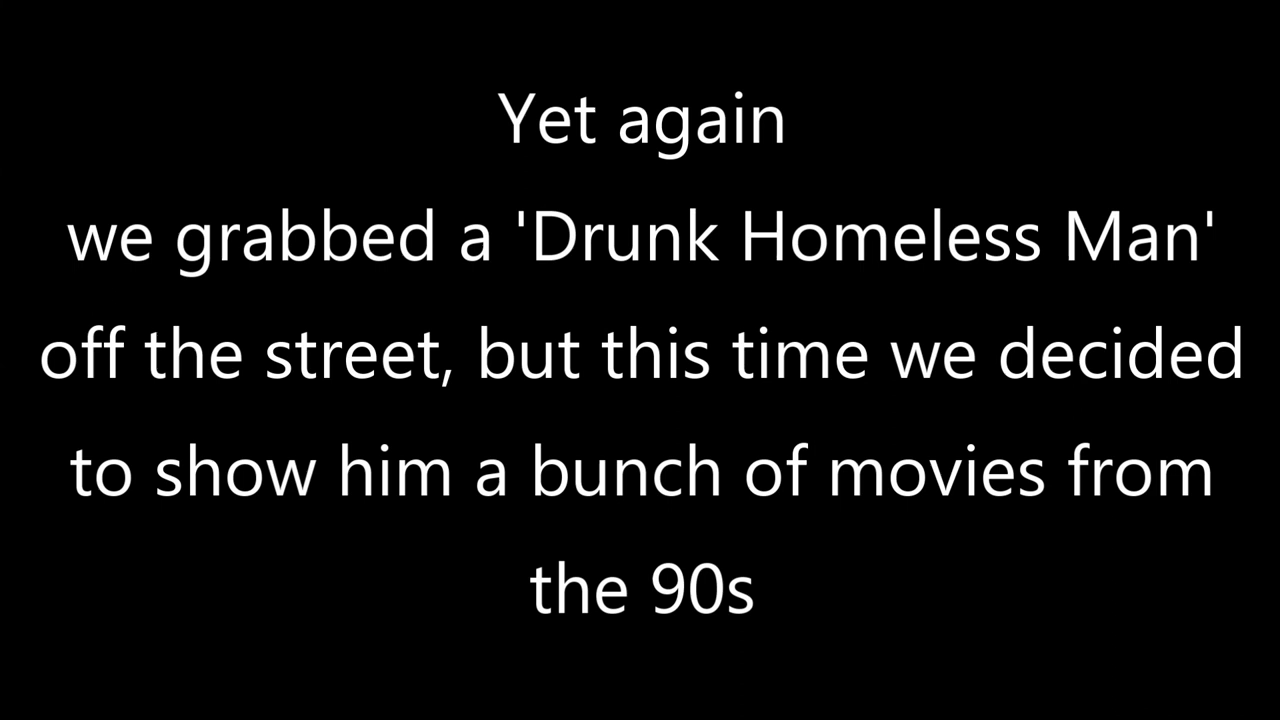 Yet again
we grabbed a 'Drunk Homeless Man'
off the street, but this time we decided
to show him a bunch of movies from
the 90s